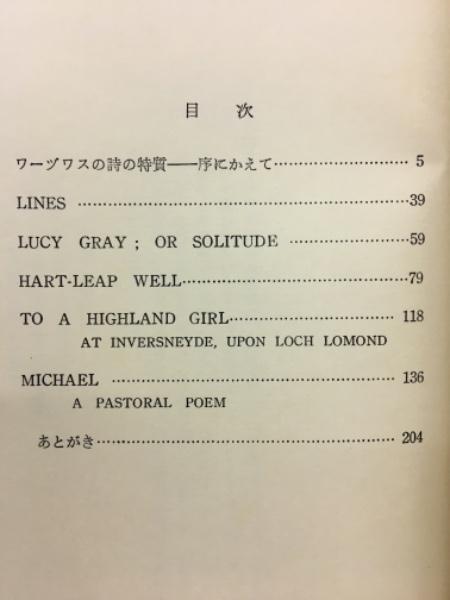 目 次
ワーヅワスの詩の特質――序にかえて………………………… 5
LINES ………………………………………………………………39
LUCY GRAY ; OR SOLITUDE ……………………59
HART-LEAP WELL…………………………………………79
TO A HIGHLAND GIRL……………………………… 118
AT INVERSNEYDE, UPON LOCH LOMOND
MICHAEL …………………………………………………… 136
A PASTORAL POEM
あとがき……………………………………………………… 204